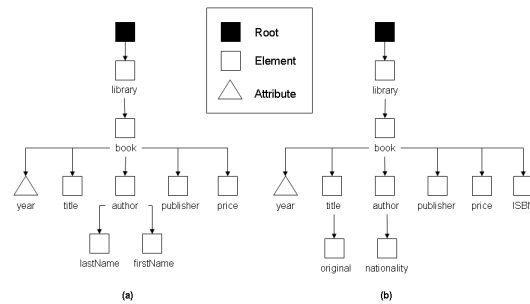 Root
Element
Attribute
library
book
year title author publisher price
lastName firstName
(a)
library
book
year title author publisher price ISBN
original nationality
(b)